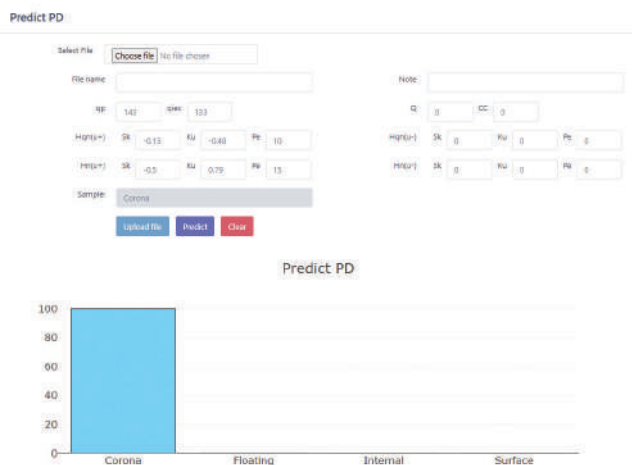 Predict PD
Select File Choose file No file chosen
File name Note
qp: 143 qies 133 Q 0 CC 0
Hqn(u+) Sk -0.13 Ku -0.48 Pe 10 Hqn(u-) Sk 0 Ku 0 Pe 0
Hn(u+) Sk -0.5 Ku 0.79 Pe 15 Hn(u-) Sk 0 Ku 0 Pe 0
Sample: Corona
Upload file Predict Clear
Predict PD
100
80
60
40
20
0
Corona Floating Internal Surface